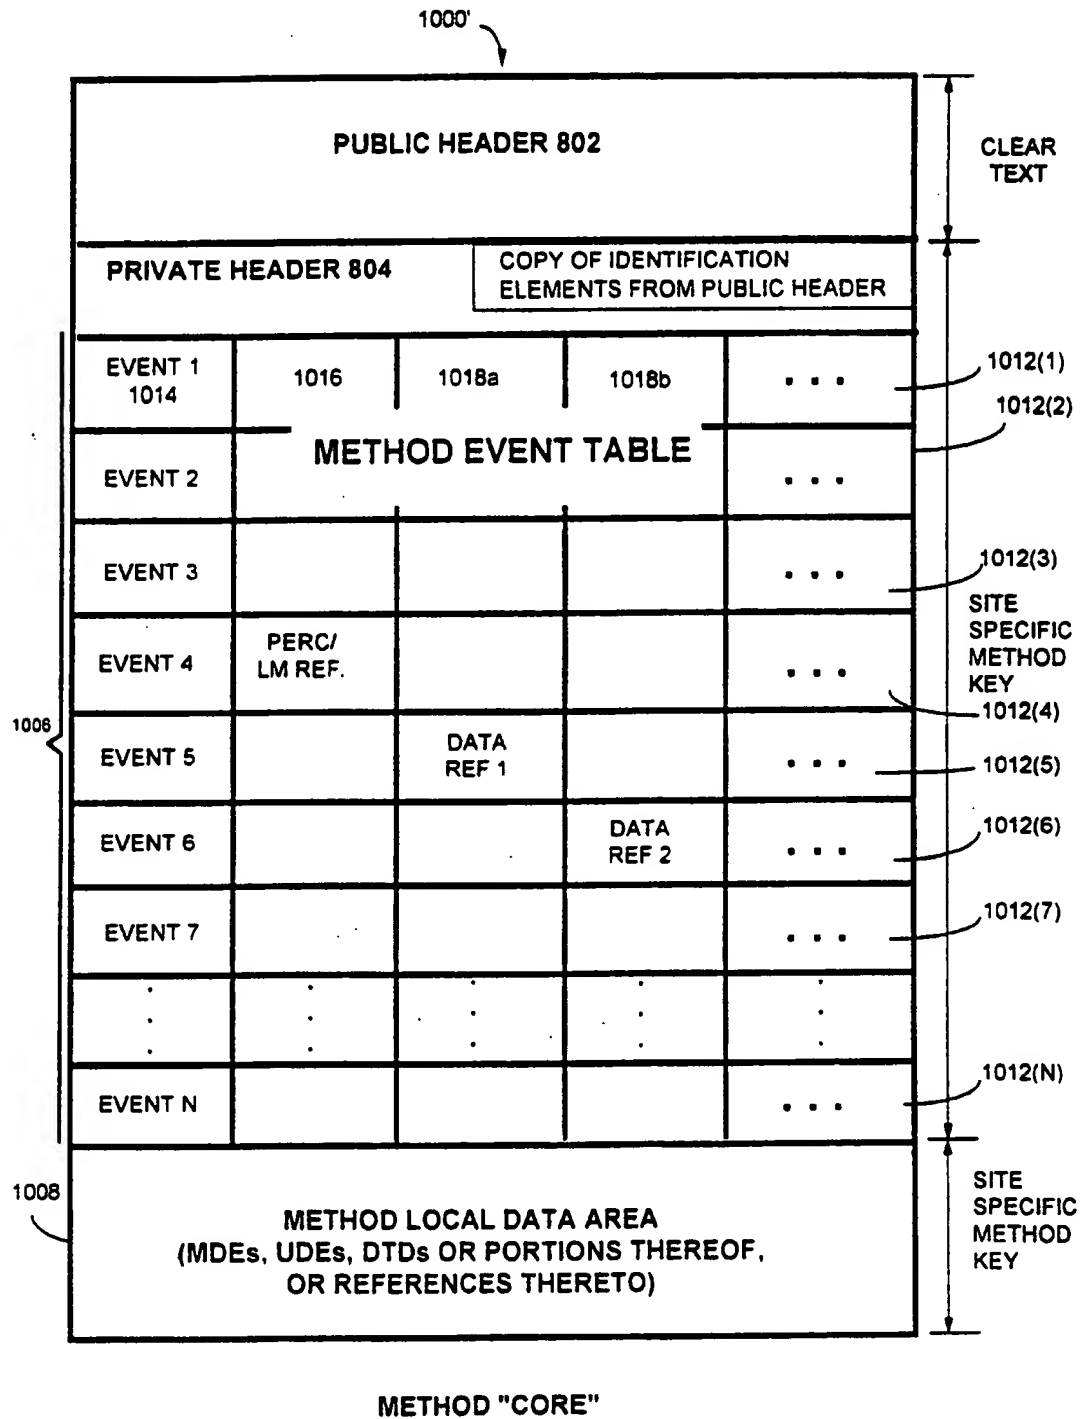 1000'
PUBLIC HEADER 802
CLEAR
TEXT
PRIVATE HEADER 804
COPY OF IDENTIFICATION
ELEMENTS FROM PUBLIC HEADER
EVENT 1
1014
1016
1018a
1018b
. . .
1012(1)
1012(2)
METHOD EVENT TABLE
EVENT 2
. . .
EVENT 3
. . .
1012(3)
SITE
SPECIFIC
METHOD
KEY
EVENT 4
PERC/
LM REF.
. . .
1012(4)
1006
EVENT 5
DATA
REF 1
. . .
1012(5)
EVENT 6
DATA
REF 2
. . .
1012(6)
EVENT 7
. . .
1012(7)
EVENT N
. . .
1012(N)
1008
METHOD LOCAL DATA AREA
(MDEs, UDEs, DTDs OR PORTIONS THEREOF,
OR REFERENCES THERETO)
SITE
SPECIFIC
METHOD
KEY
METHOD "CORE"